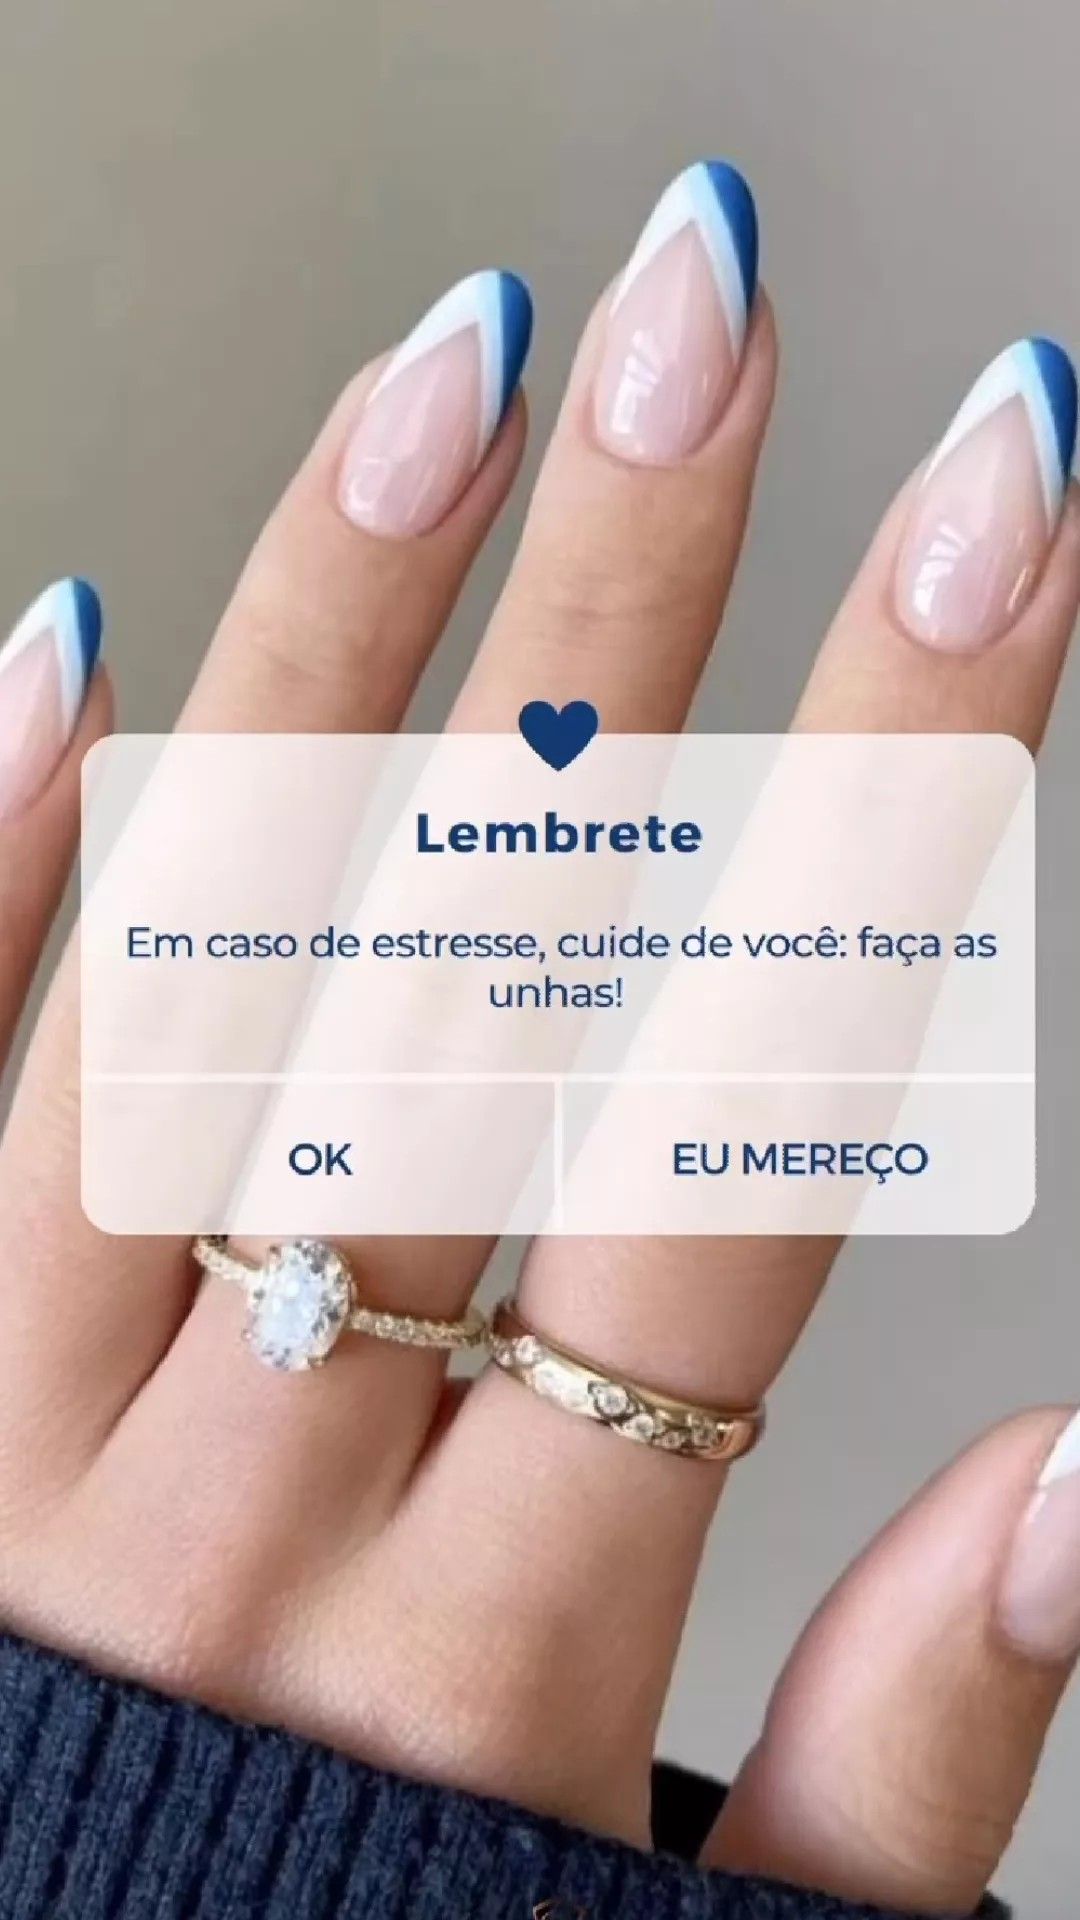 Lembrete
Em caso de estresse, cuide de você: faça as
unhas!
OK
EU MEREÇO